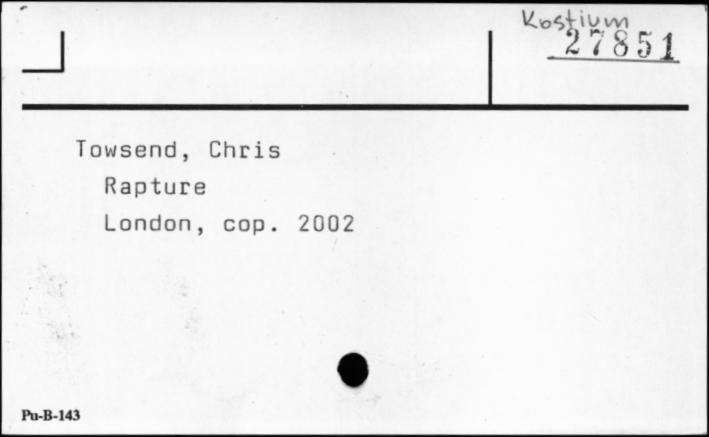 Kostium
27851
Towsend, Chris
Rapture
London, cop. 2002
Pu-B-143